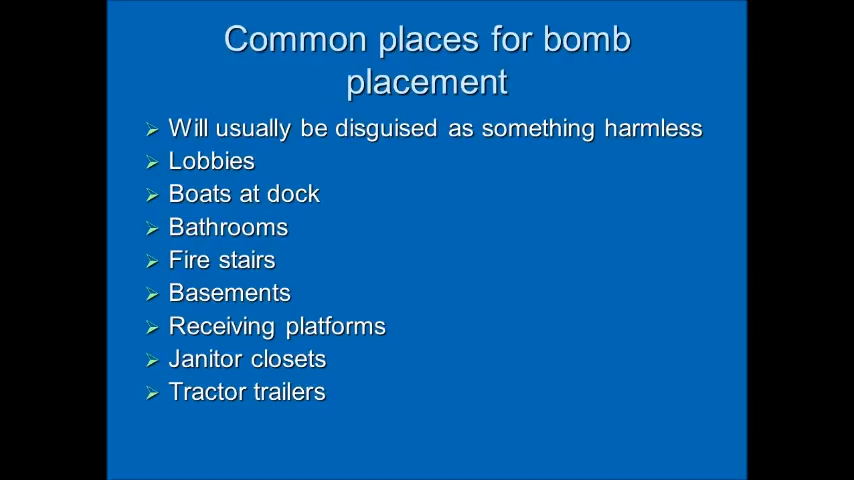 Common places for bomb
placement
Will usually be disguised as something harmless
Lobbies
Boats at dock
Bathrooms
Fire stairs
Basements
Receiving platforms
Janitor closets
Tractor trailers